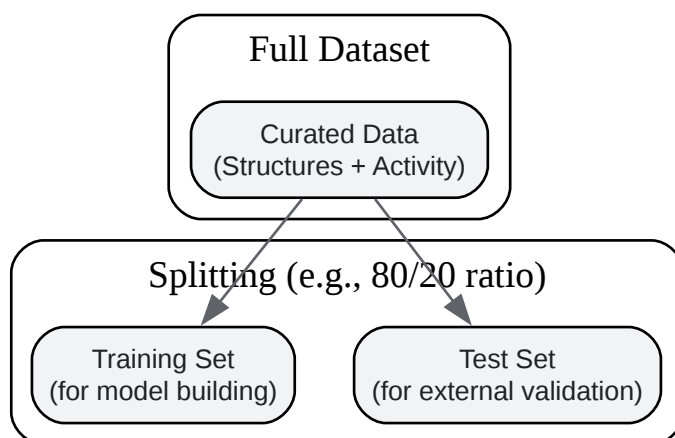 Full Dataset
Curated Data
(Structures + Activity)
Splitting (e.g., 80/20 ratio)
Training Set
(for model building)
Test Set
(for external validation)